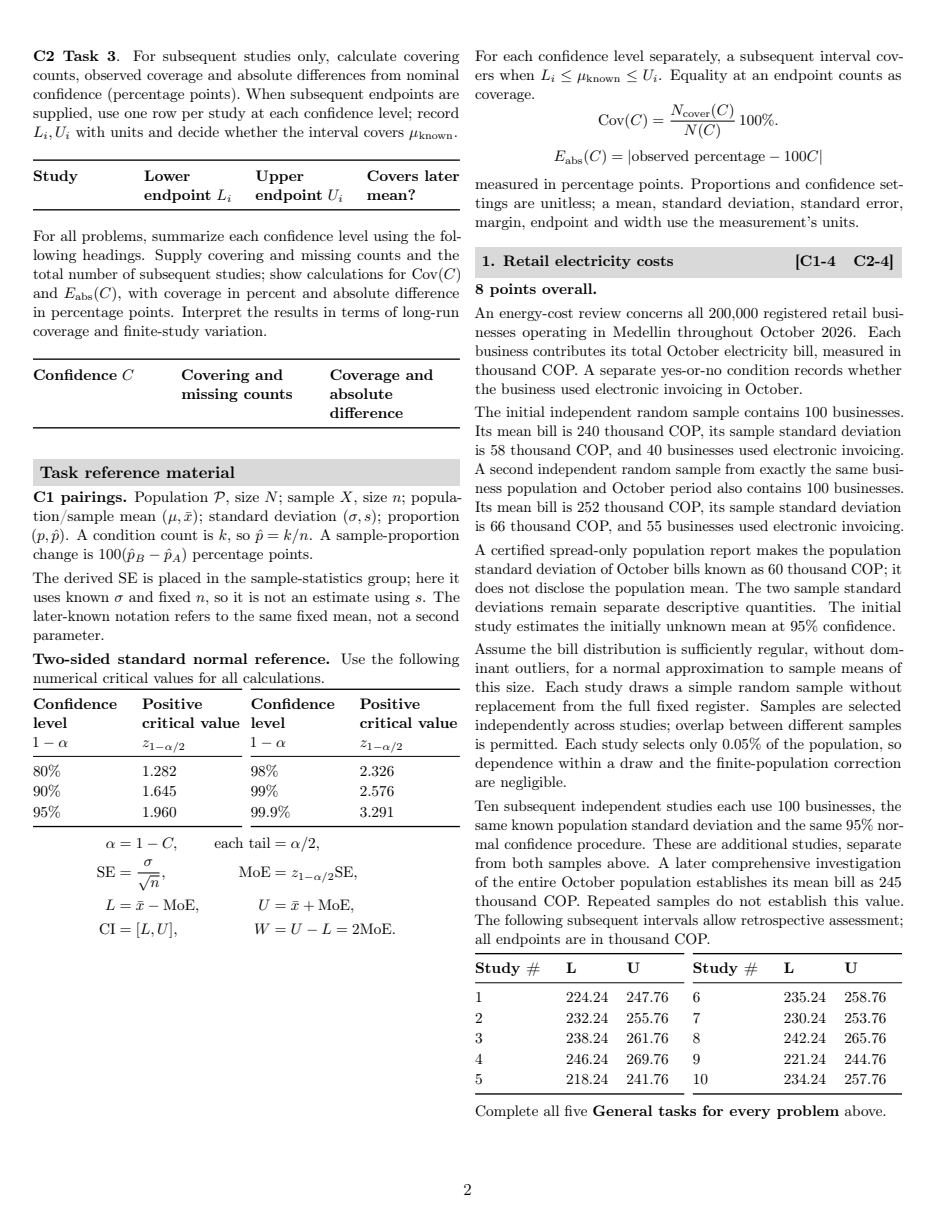 C2 Task 3. For subsequent studies only, calculate covering
counts, observed coverage and absolute differences from nominal
confidence (percentage points). When subsequent endpoints are
supplied, use one row per study at each confidence level; record
Lᵢ, Uᵢ with units and decide whether the interval covers μknown.
Study Lower endpoint Lᵢ Upper endpoint Uᵢ Covers later mean?
For all problems, summarize each confidence level using the fol-
lowing headings. Supply covering and missing counts and the
total number of subsequent studies; show calculations for Cov(C)
and Eabs(C), with coverage in percent and absolute difference
in percentage points. Interpret the results in terms of long-run
coverage and finite-study variation.
Confidence C Covering and missing counts Coverage and absolute difference
Task reference material
C1 pairings. Population 𝒫, size N; sample X, size n; popula-
tion/sample mean (μ, x̄); standard deviation (σ, s); proportion
(p, p̂). A condition count is k, so p̂ = k/n. A sample-proportion
change is 100(p̂B − p̂A) percentage points.
The derived SE is placed in the sample-statistics group; here it
uses known σ and fixed n, so it is not an estimate using s. The
later-known notation refers to the same fixed mean, not a second
parameter.
Two-sided standard normal reference. Use the following
numerical critical values for all calculations.
Confidence level Positive critical value Confidence level Positive critical value
1 − α z1−α/2 1 − α z1−α/2
80% 1.282 98% 2.326
90% 1.645 99% 2.576
95% 1.960 99.9% 3.291
α = 1 − C, each tail = α/2,
SE = σ/√n, MoE = z1−α/2SE,
L = x̄ − MoE, U = x̄ + MoE,
CI = [L, U], W = U − L = 2MoE.
For each confidence level separately, a subsequent interval cov-
ers when Lᵢ ≤ μknown ≤ Uᵢ. Equality at an endpoint counts as
coverage.
Cov(C) = Ncover(C)/N(C) 100%.
Eabs(C) = |observed percentage − 100C|
measured in percentage points. Proportions and confidence set-
tings are unitless; a mean, standard deviation, standard error,
margin, endpoint and width use the measurement's units.
1. Retail electricity costs [C1-4 C2-4]
8 points overall.
An energy-cost review concerns all 200,000 registered retail busi-
nesses operating in Medellin throughout October 2026. Each
business contributes its total October electricity bill, measured in
thousand COP. A separate yes-or-no condition records whether
the business used electronic invoicing in October.
The initial independent random sample contains 100 businesses.
Its mean bill is 240 thousand COP, its sample standard deviation
is 58 thousand COP, and 40 businesses used electronic invoicing.
A second independent random sample from exactly the same busi-
ness population and October period also contains 100 businesses.
Its mean bill is 252 thousand COP, its sample standard deviation
is 66 thousand COP, and 55 businesses used electronic invoicing.
A certified spread-only population report makes the population
standard deviation of October bills known as 60 thousand COP; it
does not disclose the population mean. The two sample standard
deviations remain separate descriptive quantities. The initial
study estimates the initially unknown mean at 95% confidence.
Assume the bill distribution is sufficiently regular, without dom-
inant outliers, for a normal approximation to sample means of
this size. Each study draws a simple random sample without
replacement from the full fixed register. Samples are selected
independently across studies; overlap between different samples
is permitted. Each study selects only 0.05% of the population, so
dependence within a draw and the finite-population correction
are negligible.
Ten subsequent independent studies each use 100 businesses, the
same known population standard deviation and the same 95% nor-
mal confidence procedure. These are additional studies, separate
from both samples above. A later comprehensive investigation
of the entire October population establishes its mean bill as 245
thousand COP. Repeated samples do not establish this value.
The following subsequent intervals allow retrospective assessment;
all endpoints are in thousand COP.
Study # L U Study # L U
1 224.24 247.76 6 235.24 258.76
2 232.24 255.76 7 230.24 253.76
3 238.24 261.76 8 242.24 265.76
4 246.24 269.76 9 221.24 244.76
5 218.24 241.76 10 234.24 257.76
Complete all five General tasks for every problem above.
2